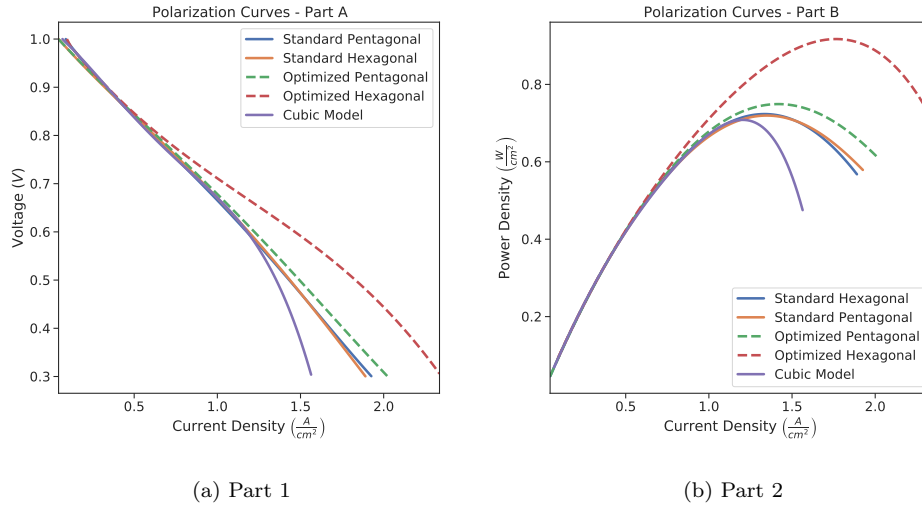 Polarization Curves - Part A
Standard Pentagonal
Standard Hexagonal
Optimized Pentagonal
Optimized Hexagonal
Cubic Model
1.0
0.9
0.8
0.7
0.6
0.5
0.4
0.3
Voltage (V)
0.5 1.0 1.5 2.0
Current Density (A/cm²)
(a) Part 1
Polarization Curves - Part B
0.8
0.6
0.4
0.2
Power Density (W/cm²)
Standard Hexagonal
Standard Pentagonal
Optimized Pentagonal
Optimized Hexagonal
Cubic Model
0.5 1.0 1.5 2.0
Current Density (A/cm²)
(b) Part 2